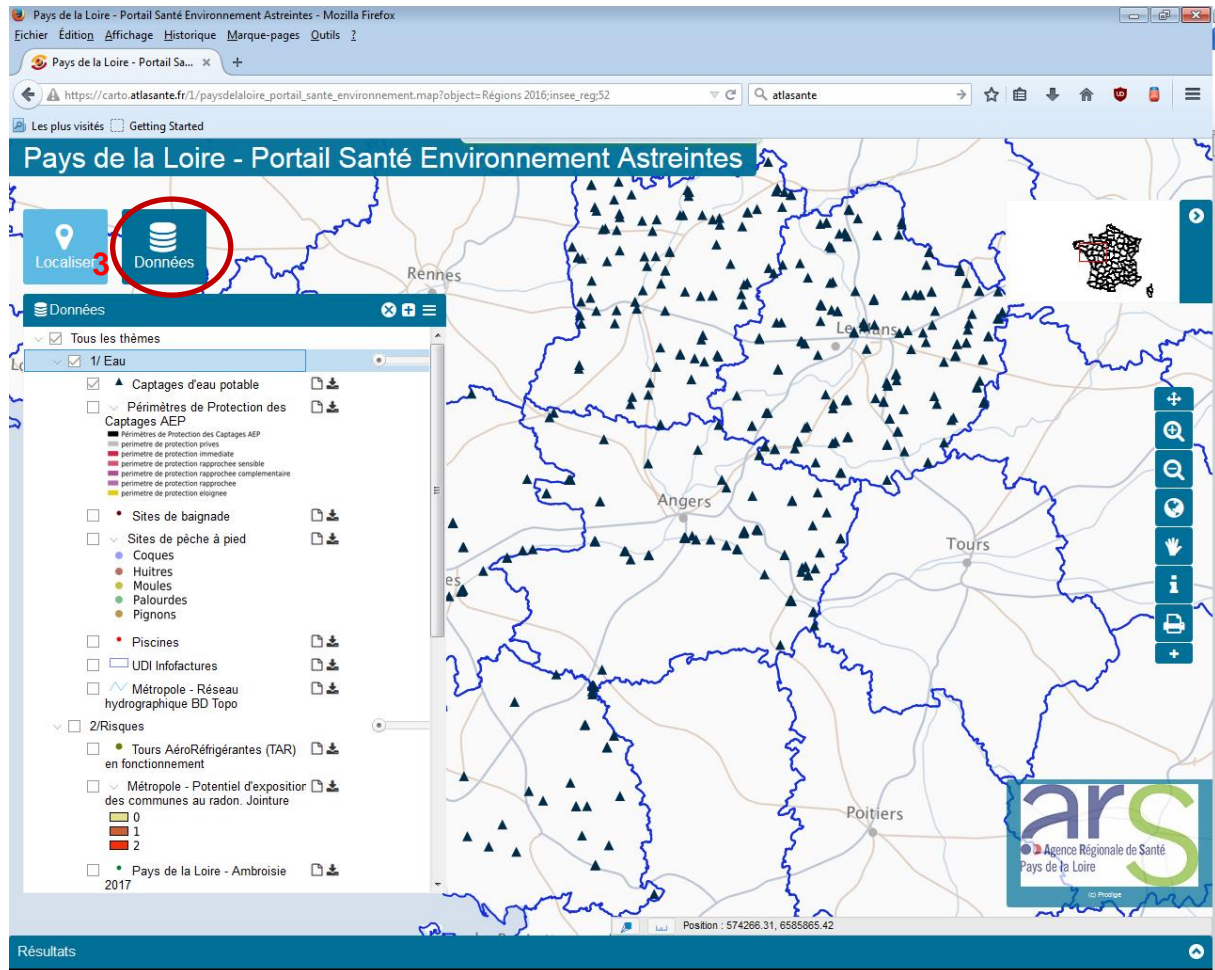 Pays de la Loire - Portail Santé Environnement Astreintes - Mozilla Firefox
Fichier Édition Affichage Historique Marque-pages Outils ?
Pays de la Loire - Portail Sa... × +
https://carto.atlasante.fr/1/paysdelaloire_portail_sante_environnement.map?object=Régions 2016;insee_reg;52
atlasante
Les plus visités Getting Started
Pays de la Loire - Portail Santé Environnement Astreintes
Localiser
3
Données
Rennes
Données
Tous les thèmes
1/ Eau
Captages d'eau potable
Périmètres de Protection des
Captages AEP
Périmètres de Protection des Captages AEP
perimetre de protection prives
perimetre de protection immediate
perimetre de protection rapprochee sensible
perimetre de protection rapprochee complementaire
perimetre de protection rapprochee
perimetre de protection eloignee
Sites de baignade
Sites de pêche à pied
Coques
Huitres
Moules
Palourdes
Pignons
Piscines
UDI Infofactures
Métropole - Réseau
hydrographique BD Topo
2/Risques
Tours AéroRéfrigérantes (TAR)
en fonctionnement
Métropole - Potentiel d'exposition
des communes au radon. Jointure
0
1
2
Pays de la Loire - Ambroisie
2017
Le Mans
Angers
Tours
Poitiers
ars
Agence Régionale de Santé
Pays de la Loire
(c) Prodige
Position : 574266.31, 6585865.42
Résultats